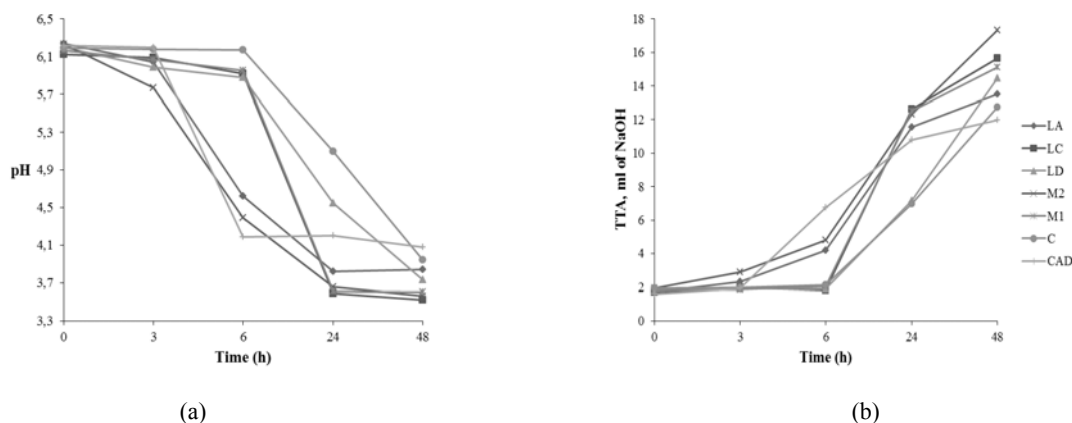 6,5
6,1
5,7
5,3
4,9
4,5
4,1
3,7
3,3
pH
0 3 6 24 48
Time (h)
(a)
18
16
14
12
10
8
6
4
2
0
TTA, ml of NaOH
0 3 6 24 48
Time (h)
LA
LC
LD
M2
M1
C
CAD
(b)